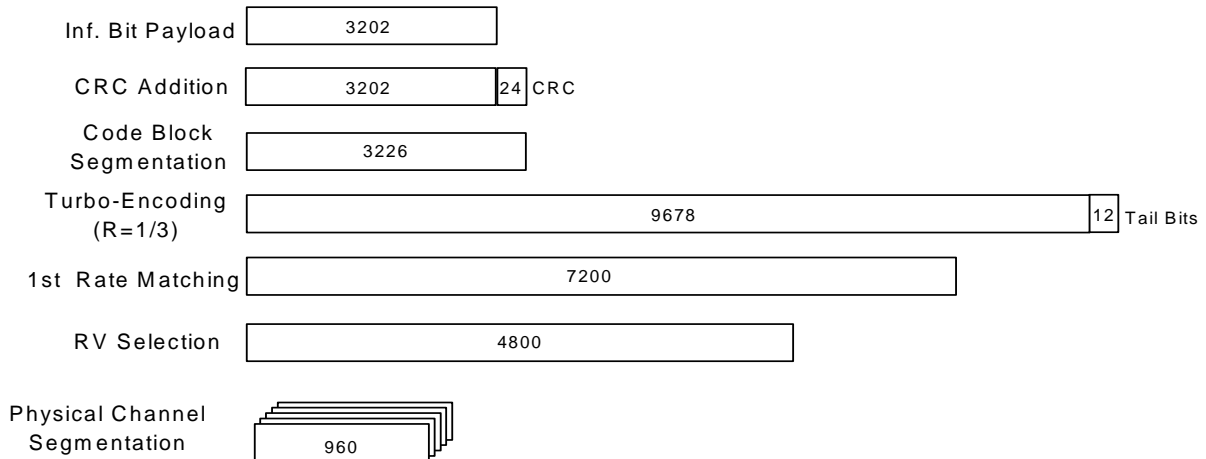 Inf. Bit Payload
3202
CRC Addition
3202
24
CRC
Code Block
Segmentation
3226
Turbo-Encoding
(R=1/3)
9678
12
Tail Bits
1st Rate Matching
7200
RV Selection
4800
Physical Channel
Segmentation
960